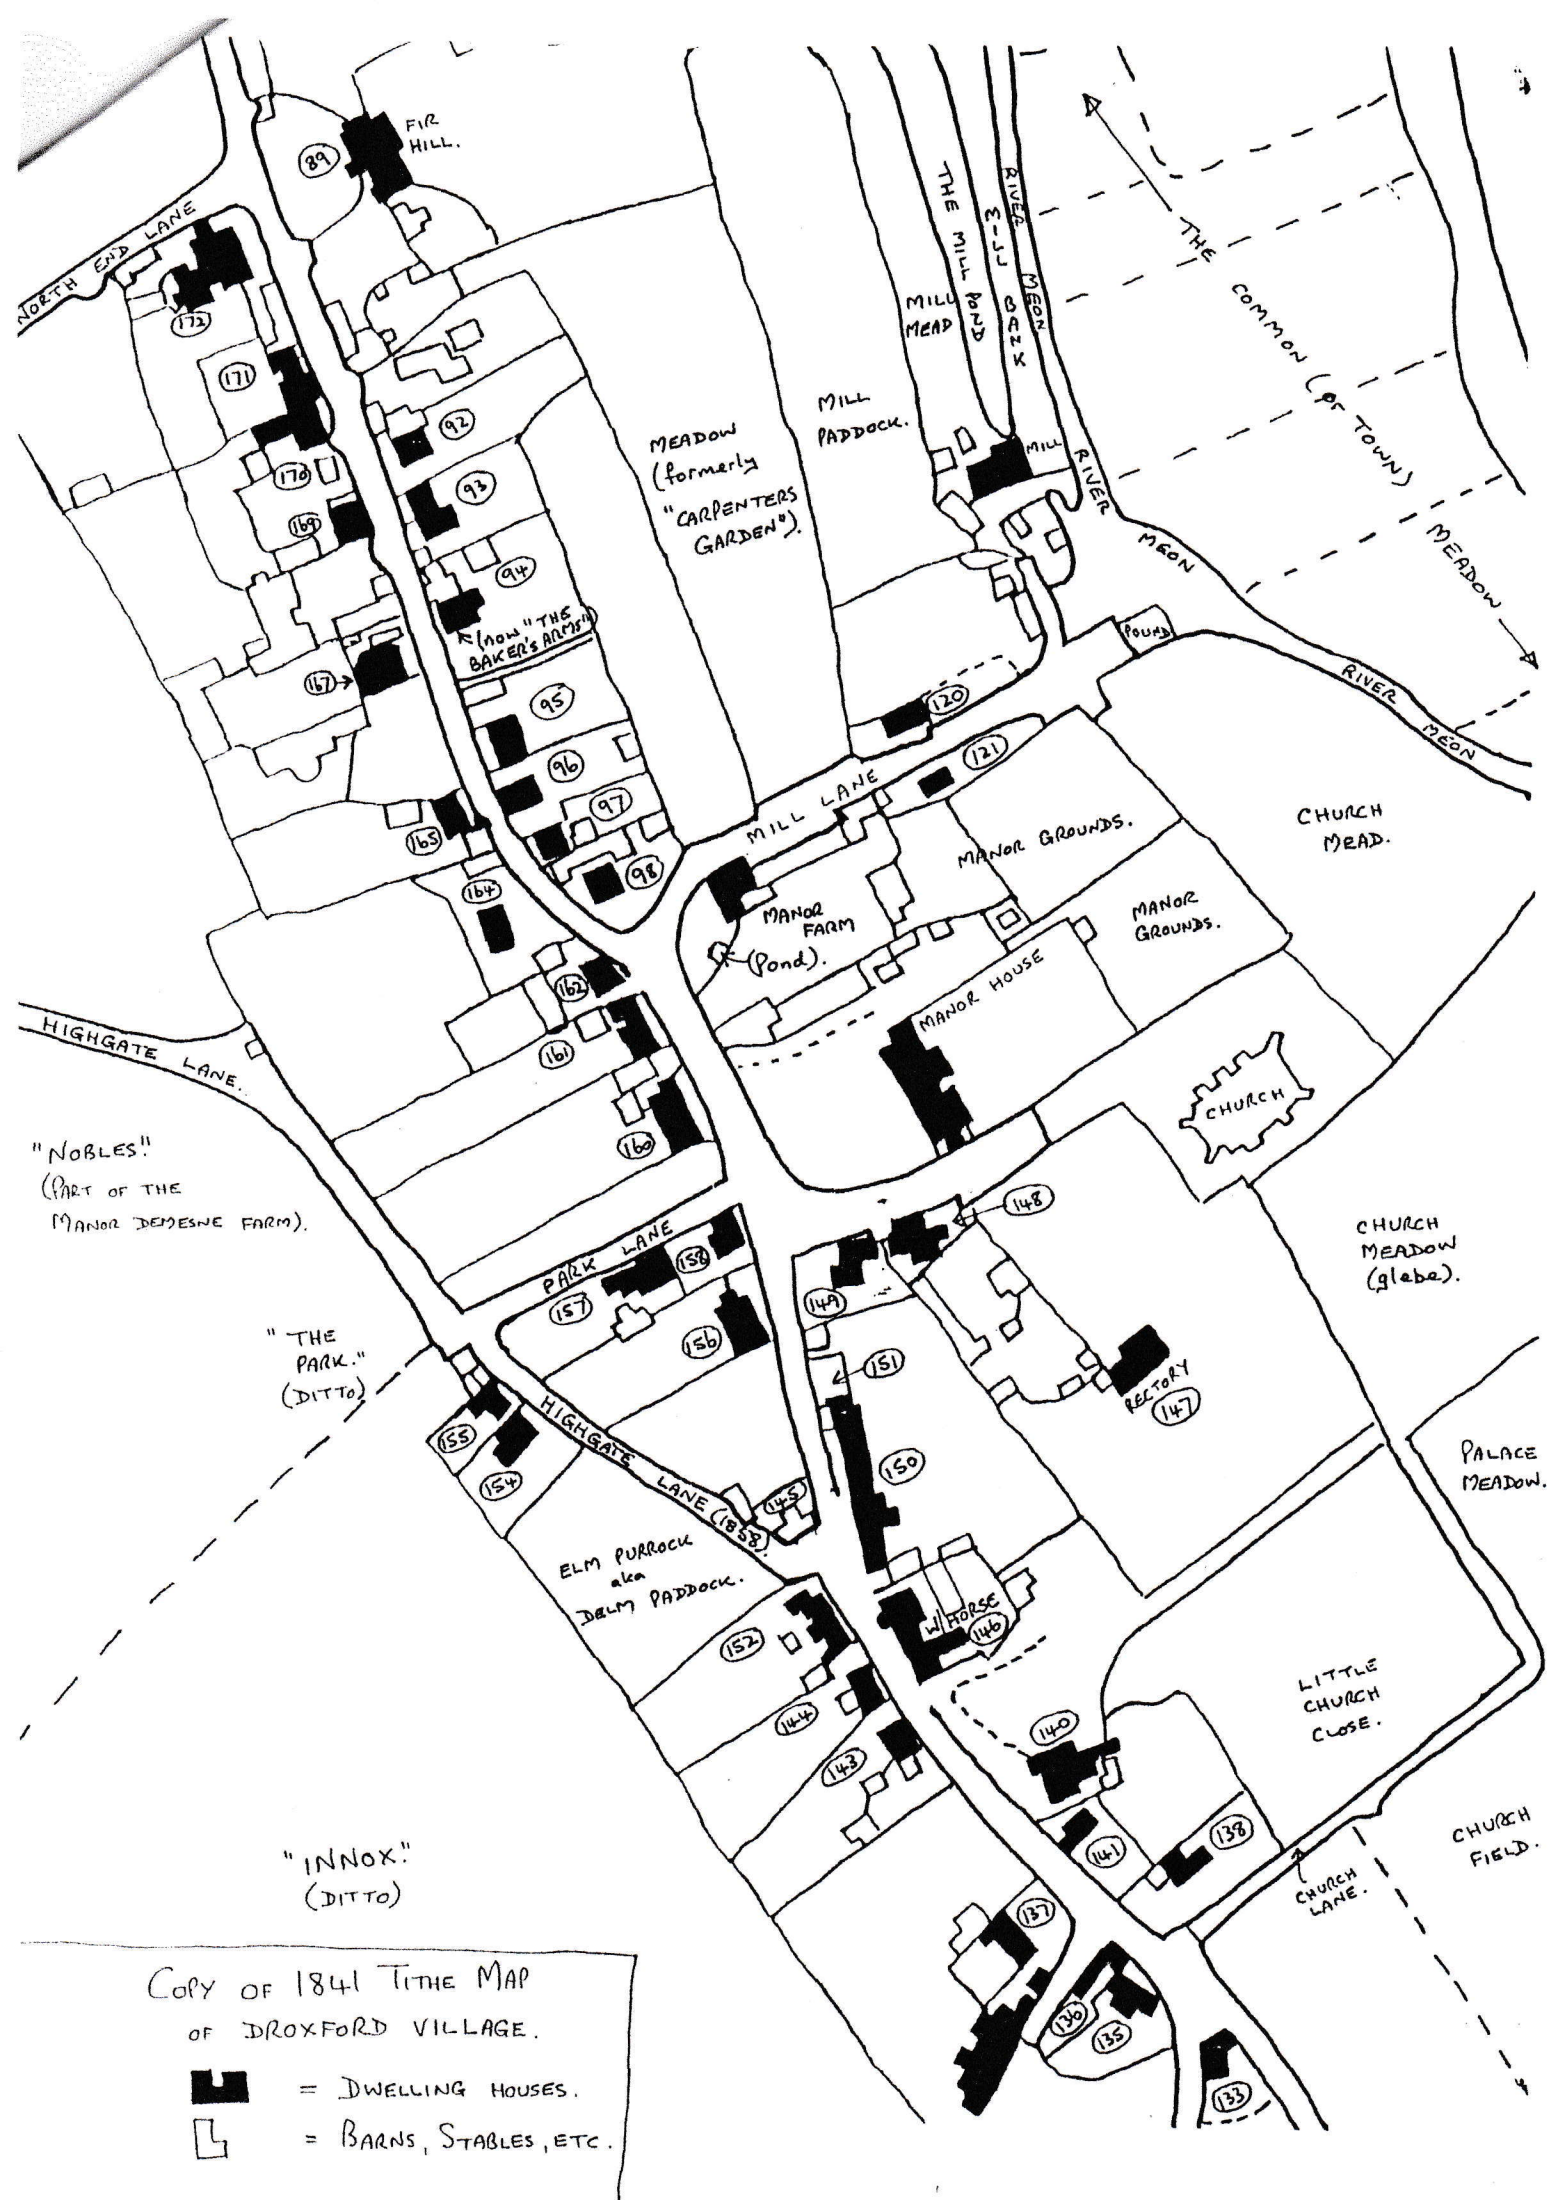 FIR
HILL.
89
NORTH END LANE
172
171
170
169
167
165
164
162
161
160
92
93
94
(now "THE
BAKER'S ARMS")
95
96
97
98
MEADOW
(formerly
"CARPENTERS
GARDEN").
MILL
PADDOCK.
MILL
MEAD
THE MILL POND
MILL BANK
RIVER MEON
MILL
RIVER MEON
THE COMMON (or TOWN) MEADOW
POUND
RIVER MEON
120
121
MILL LANE
MANOR GROUNDS.
CHURCH
MEAD.
MANOR
FARM
(Pond).
MANOR
GROUNDS.
MANOR HOUSE
CHURCH
HIGHGATE LANE.
"NOBLES".
(PART OF THE
MANOR DEMESNE FARM).
PARK LANE
158
157
156
148
149
151
150
CHURCH
MEADOW
(glebe).
RECTORY
147
"THE
PARK."
(DITTO)
155
154
HIGHGATE LANE (1858).
145
PALACE
MEADOW.
ELM PURROCK
aka
DELM PADDOCK.
W HORSE
146
152
144
143
140
141
138
LITTLE
CHURCH
CLOSE.
CHURCH
LANE.
CHURCH
FIELD.
137
136
135
133
"INNOX".
(DITTO)
COPY OF 1841 TITHE MAP
OF DROXFORD VILLAGE.
= DWELLING HOUSES.
= BARNS, STABLES, ETC.